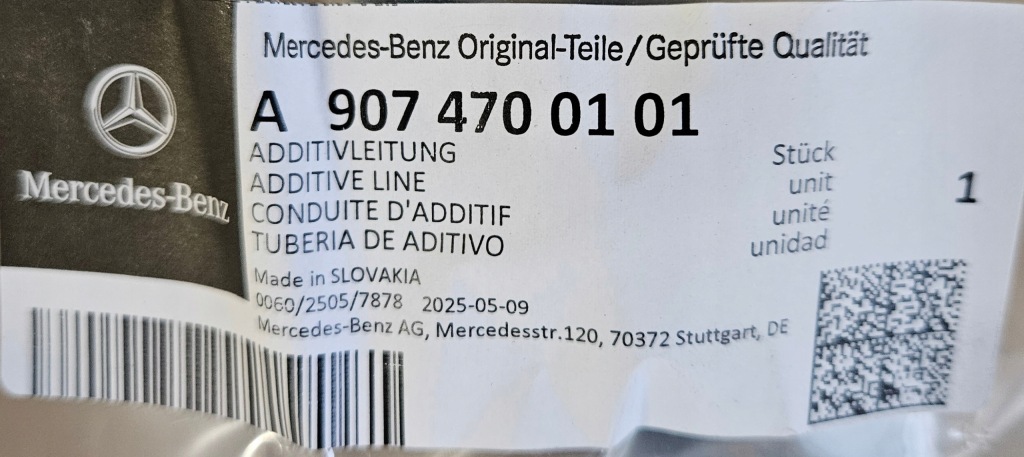 Mercedes-Benz
Mercedes-Benz Original-Teile/Geprüfte Qualität
A 907 470 01 01
ADDITIVLEITUNG Stück
ADDITIVE LINE unit 1
CONDUITE D'ADDITIF unité
TUBERIA DE ADITIVO unidad
Made in SLOVAKIA
0060/2505/7878 2025-05-09
Mercedes-Benz AG, Mercedesstr.120, 70372 Stuttgart, DE